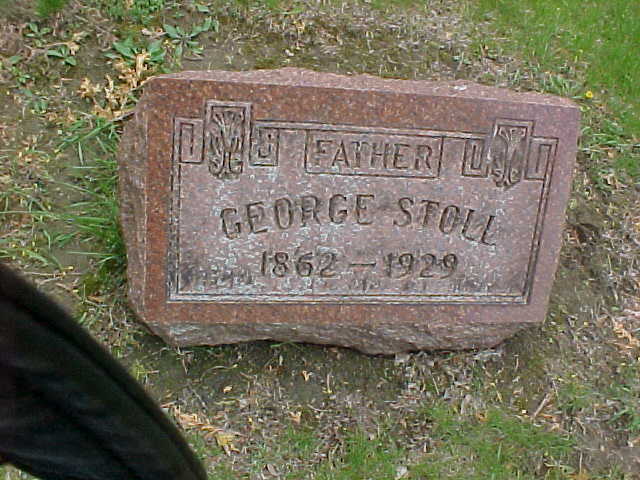 FATHER
GEORGE STOLL
1862 — 1929